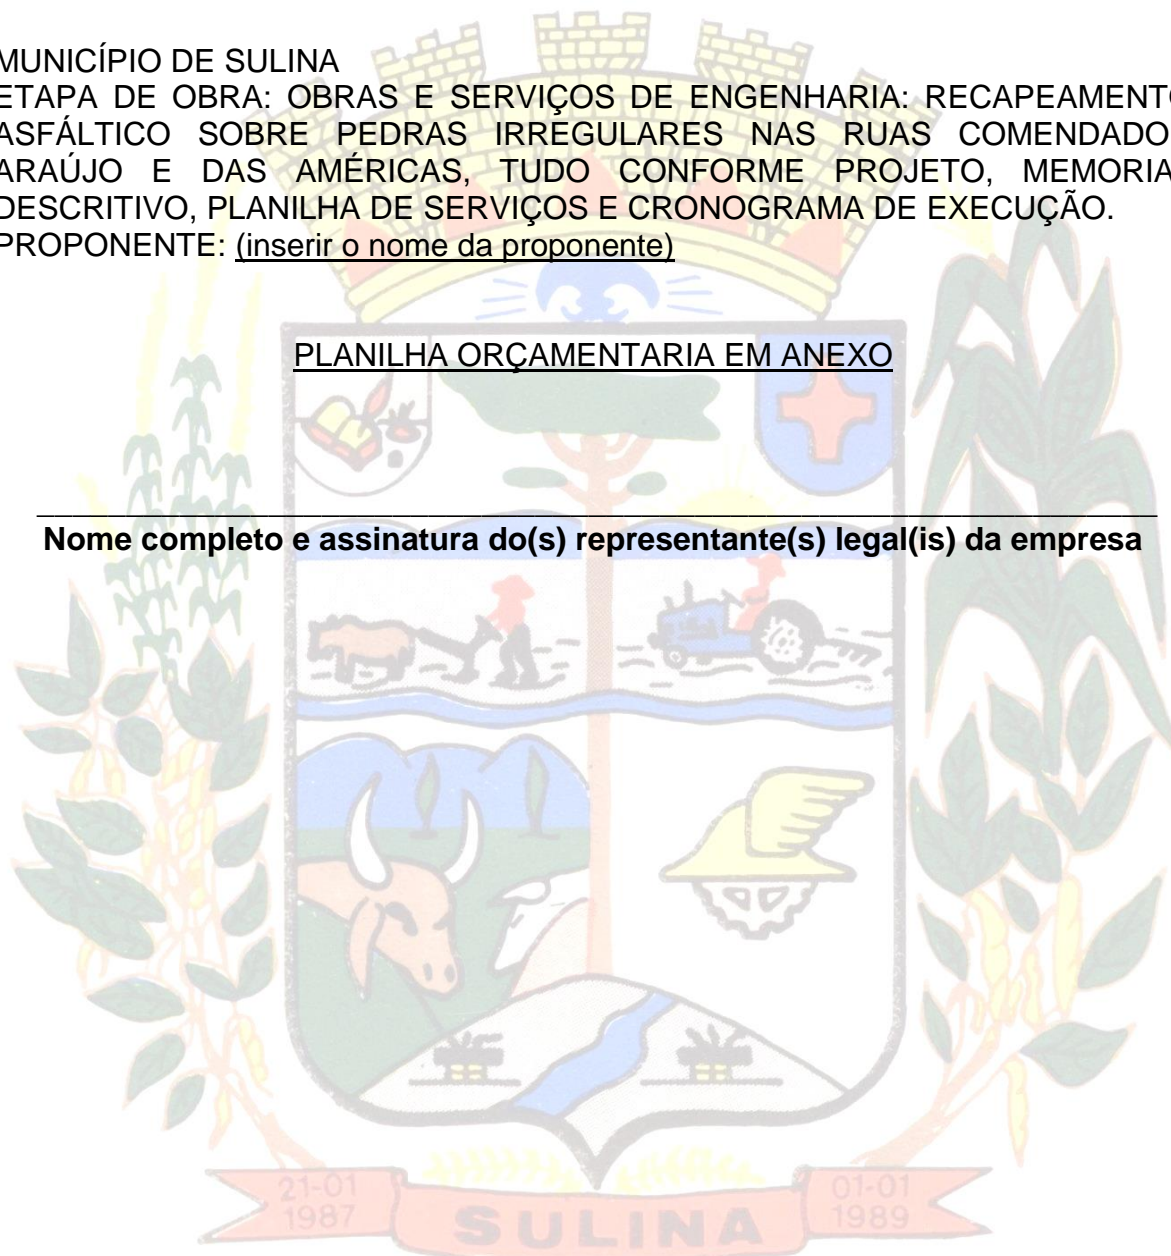 MUNICÍPIO DE SULINA
ETAPA DE OBRA: OBRAS E SERVIÇOS DE ENGENHARIA: RECAPEAMENTO
ASFÁLTICO SOBRE PEDRAS IRREGULARES NAS RUAS COMENDADO
ARAÚJO E DAS AMÉRICAS, TUDO CONFORME PROJETO, MEMORIA
DESCRITIVO, PLANILHA DE SERVIÇOS E CRONOGRAMA DE EXECUÇÃO.
PROPONENTE: (inserir o nome da proponente)
PLANILHA ORÇAMENTARIA EM ANEXO
Nome completo e assinatura do(s) representante(s) legal(is) da empresa
21-01
1987
SULINA
01-01
1989